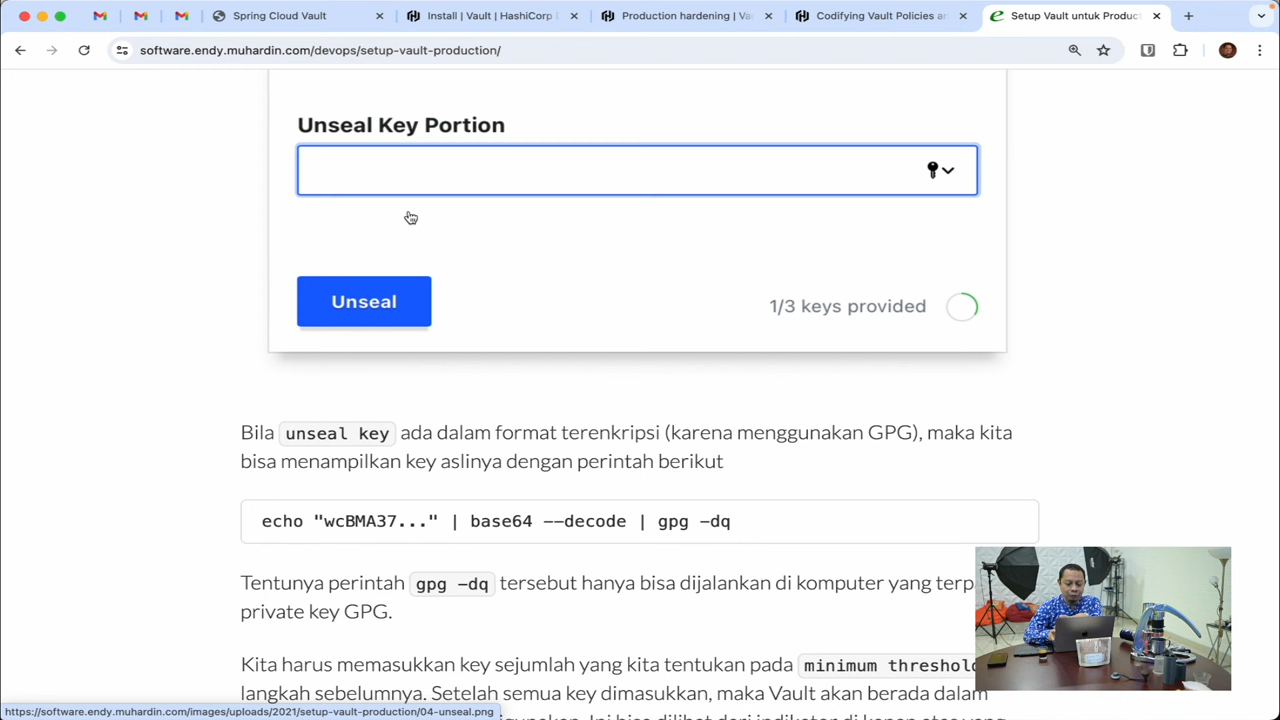 Spring Cloud Vault
Install | Vault | HashiCorp
Production hardening | Va
Codifying Vault Policies a
Setup Vault untuk Produc
software.endy.muhardin.com/devops/setup-vault-production/
Unseal Key Portion
Unseal
1/3 keys provided
Bila unseal key ada dalam format terenkripsi (karena menggunakan GPG), maka kita
bisa menampilkan key aslinya dengan perintah berikut
echo "wcBMA37..." | base64 --decode | gpg -dq
Tentunya perintah gpg -dq tersebut hanya bisa dijalankan di komputer yang terpa
private key GPG.
Kita harus memasukkan key sejumlah yang kita tentukan pada minimum threshold
langkah sebelumnya. Setelah semua key dimasukkan, maka Vault akan berada dalam
https://software.endy.muhardin.com/images/uploads/2021/setup-vault-production/04-unseal.png